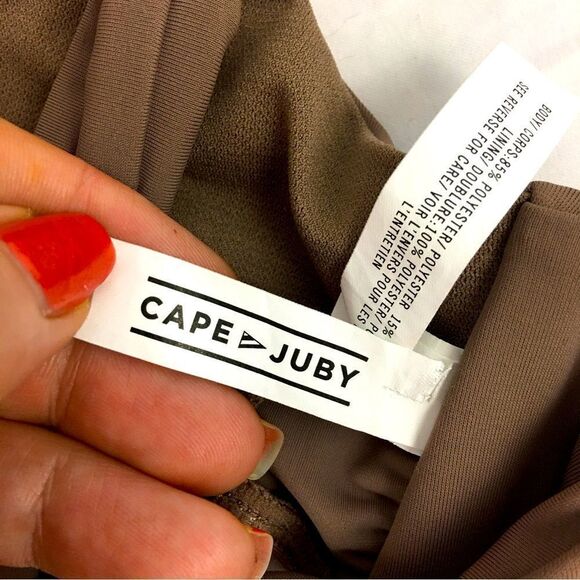 CAPE JUBY
BODY/ CORPS:85% POLYESTER/ POLYESTER 15%
LINING/ DOUBLURE:100% POLYESTER/
SEE REVERSE FOR CARE/ VOIR L'ENVERS POUR LES
L'ENTRETIEN